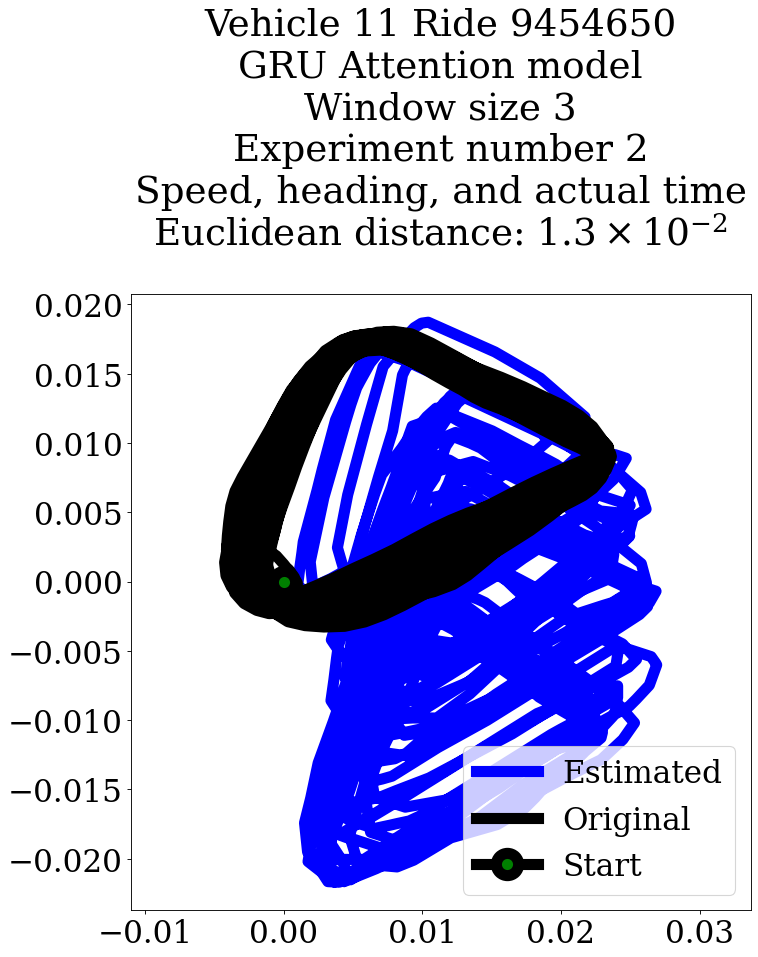 Vehicle 11 Ride 9454650
GRU Attention model
Window size 3
Experiment number 2
Speed, heading, and actual time
Euclidean distance: 1.3 × 10⁻²
0.020
0.015
0.010
0.005
0.000
−0.005
−0.010
−0.015
−0.020
−0.01 0.00 0.01 0.02 0.03
Estimated
Original
Start